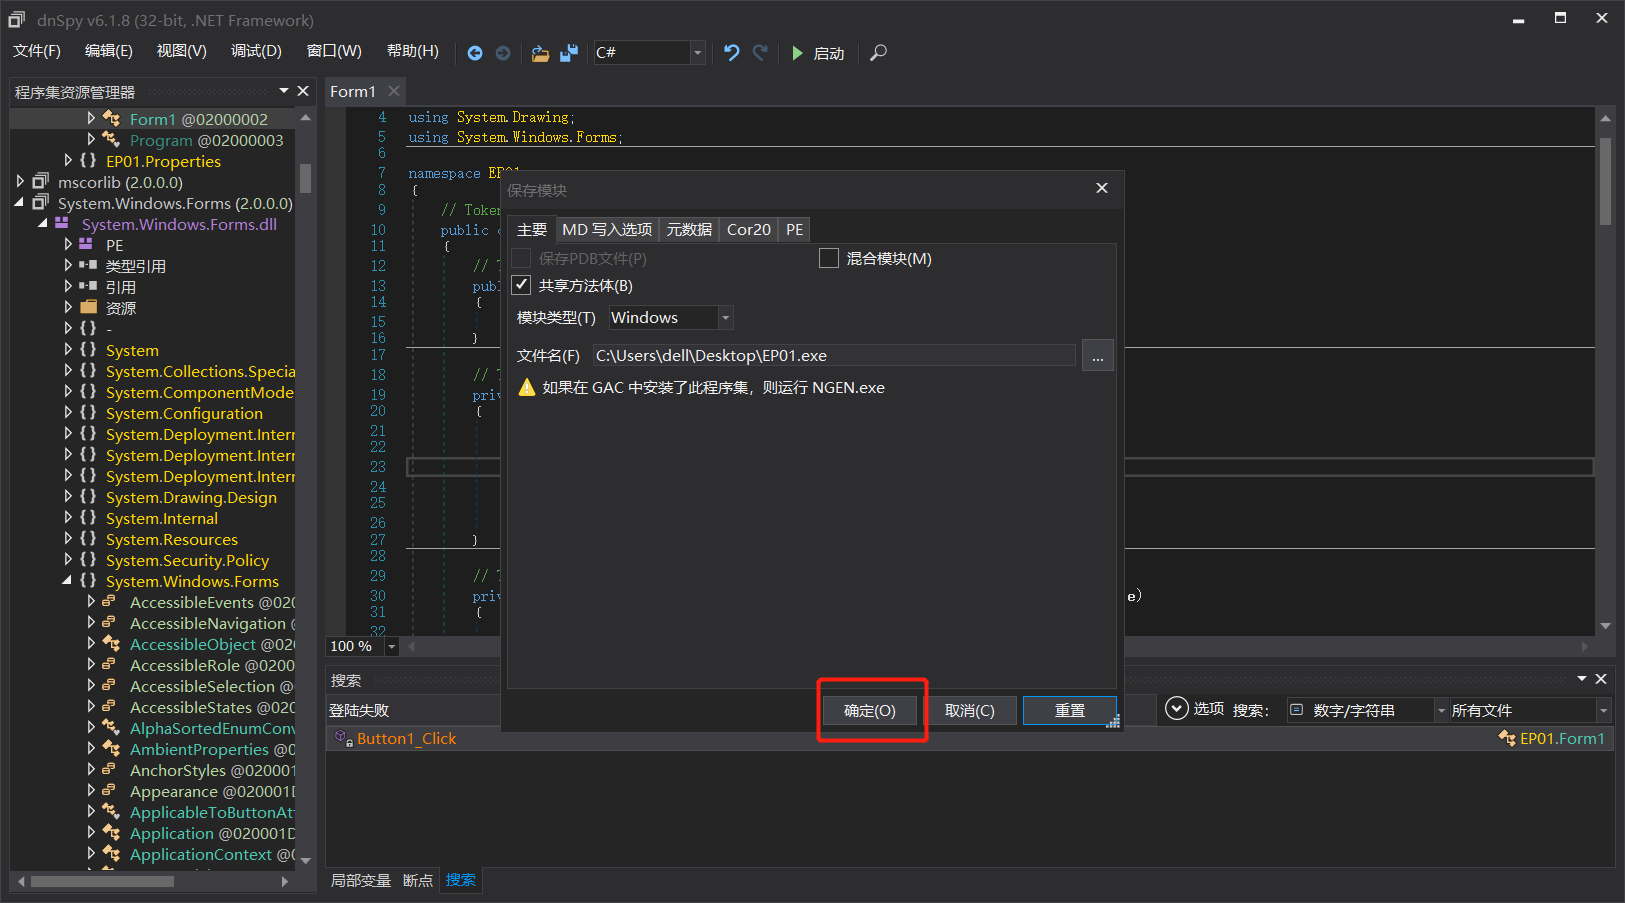 dnSpy v6.1.8 (32-bit, .NET Framework)
文件(F) 编辑(E) 视图(V) 调试(D) 窗口(W) 帮助(H) C# 启动
程序集资源管理器
Form1 @02000002
Program @02000003
{ } EP01.Properties
mscorlib (2.0.0.0)
System.Windows.Forms (2.0.0.0)
System.Windows.Forms.dll
PE
类型引用
引用
资源
{ } -
{ } System
{ } System.Collections.Specia
{ } System.ComponentMode
{ } System.Configuration
{ } System.Deployment.Interr
{ } System.Deployment.Interr
{ } System.Deployment.Interr
{ } System.Drawing.Design
{ } System.Internal
{ } System.Resources
{ } System.Security.Policy
{ } System.Windows.Forms
AccessibleEvents @020
AccessibleNavigation
AccessibleObject @020
AccessibleRole @0200
AccessibleSelection @
AccessibleStates @0200
AlphaSortedEnumConv
AmbientProperties @0
AnchorStyles @020001
Appearance @020001D
ApplicableToButtonAtt
Application @020001D
ApplicationContext @0
Form1
4 using System.Drawing;
5 using System.Windows.Forms;
6
7 namespace EP01
8 {
9 // Token
10 public c
11 {
12 // T
13 publ
14 {
15
16 }
17
18 // T
19 priv
20 {
21
22
23
24
25
26
27 }
28
29 // T
30 priv e)
31 {
32
100 %
保存模块
主要 MD 写入选项 元数据 Cor20 PE
保存PDB文件(P) 混合模块(M)
共享方法体(B)
模块类型(T) Windows
文件名(F) C:\Users\dell\Desktop\EP01.exe ...
如果在 GAC 中安装了此程序集，则运行 NGEN.exe
确定(O) 取消(C) 重置
搜索
登陆失败 选项 搜索: 数字/字符串 所有文件
Button1_Click EP01.Form1
局部变量 断点 搜索